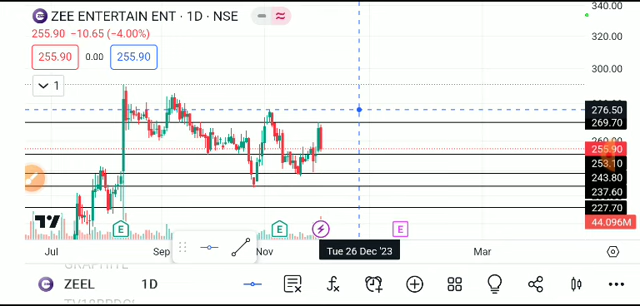 ZEE ENTERTAIN ENT · 1D · NSE
255.90 −10.65 (−4.00%)
255.90 0.00 255.90
1
340.00
320.00
300.00
276.50
269.70
260.00
255.90
253.10
243.80
237.60
227.70
44.096M
E E E
Jul Sep Nov Tue 26 Dec '23 Mar
GRAPHITE
ZEEL 1D